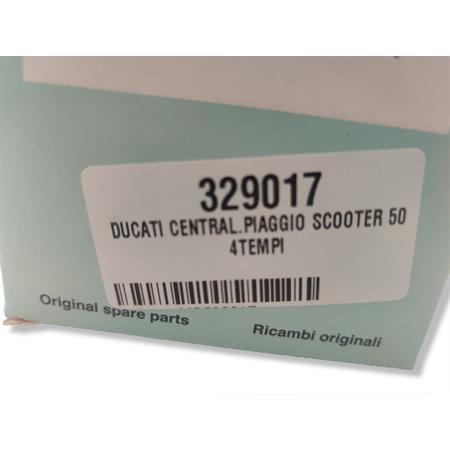 329017
DUCATI CENTRAL.PIAGGIO SCOOTER 50
4TEMPI
Original spare parts
Ricambi originali